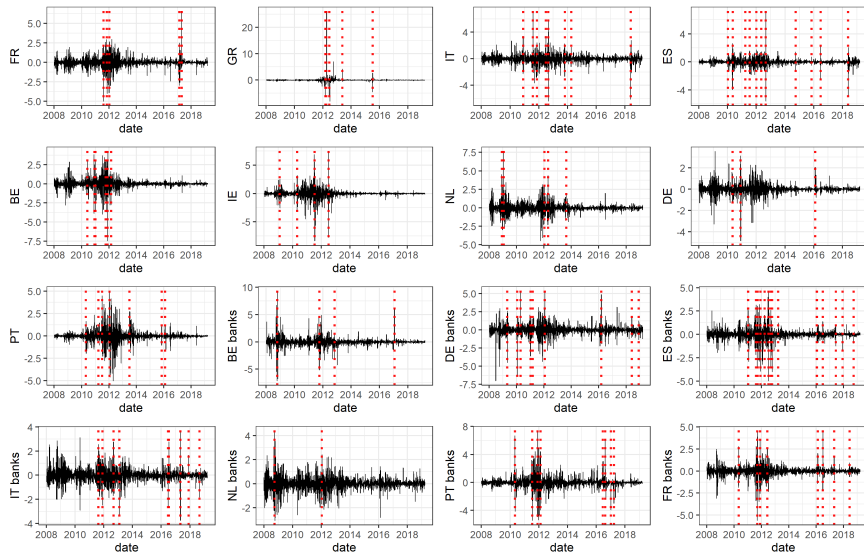 FR
5.0
2.5
0.0
-2.5
-5.0
2008 2010 2012 2014 2016 2018
date
GR
20
10
0
2008 2010 2012 2014 2016 2018
date
IT
4
0
-4
2008 2010 2012 2014 2016 2018
date
ES
4
0
-4
2008 2010 2012 2014 2016 2018
date
BE
2.5
0.0
-2.5
-5.0
-7.5
2008 2010 2012 2014 2016 2018
date
IE
5
0
-5
2008 2010 2012 2014 2016 2018
date
NL
7.5
5.0
2.5
0.0
-2.5
-5.0
2008 2010 2012 2014 2016 2018
date
DE
2
0
-2
-4
2008 2010 2012 2014 2016 2018
date
PT
5.0
2.5
0.0
-2.5
-5.0
2008 2010 2012 2014 2016 2018
date
BE banks
10
5
0
-5
2008 2010 2012 2014 2016 2018
date
DE banks
5.0
2.5
0.0
-2.5
-5.0
-7.5
2008 2010 2012 2014 2016 2018
date
ES banks
5.0
2.5
0.0
-2.5
-5.0
2008 2010 2012 2014 2016 2018
date
IT banks
4
2
0
-2
-4
2008 2010 2012 2014 2016 2018
date
NL banks
4
2
0
-2
2008 2010 2012 2014 2016 2018
date
PT banks
8
4
0
-4
2008 2010 2012 2014 2016 2018
date
FR banks
5.0
2.5
0.0
-2.5
-5.0
2008 2010 2012 2014 2016 2018
date